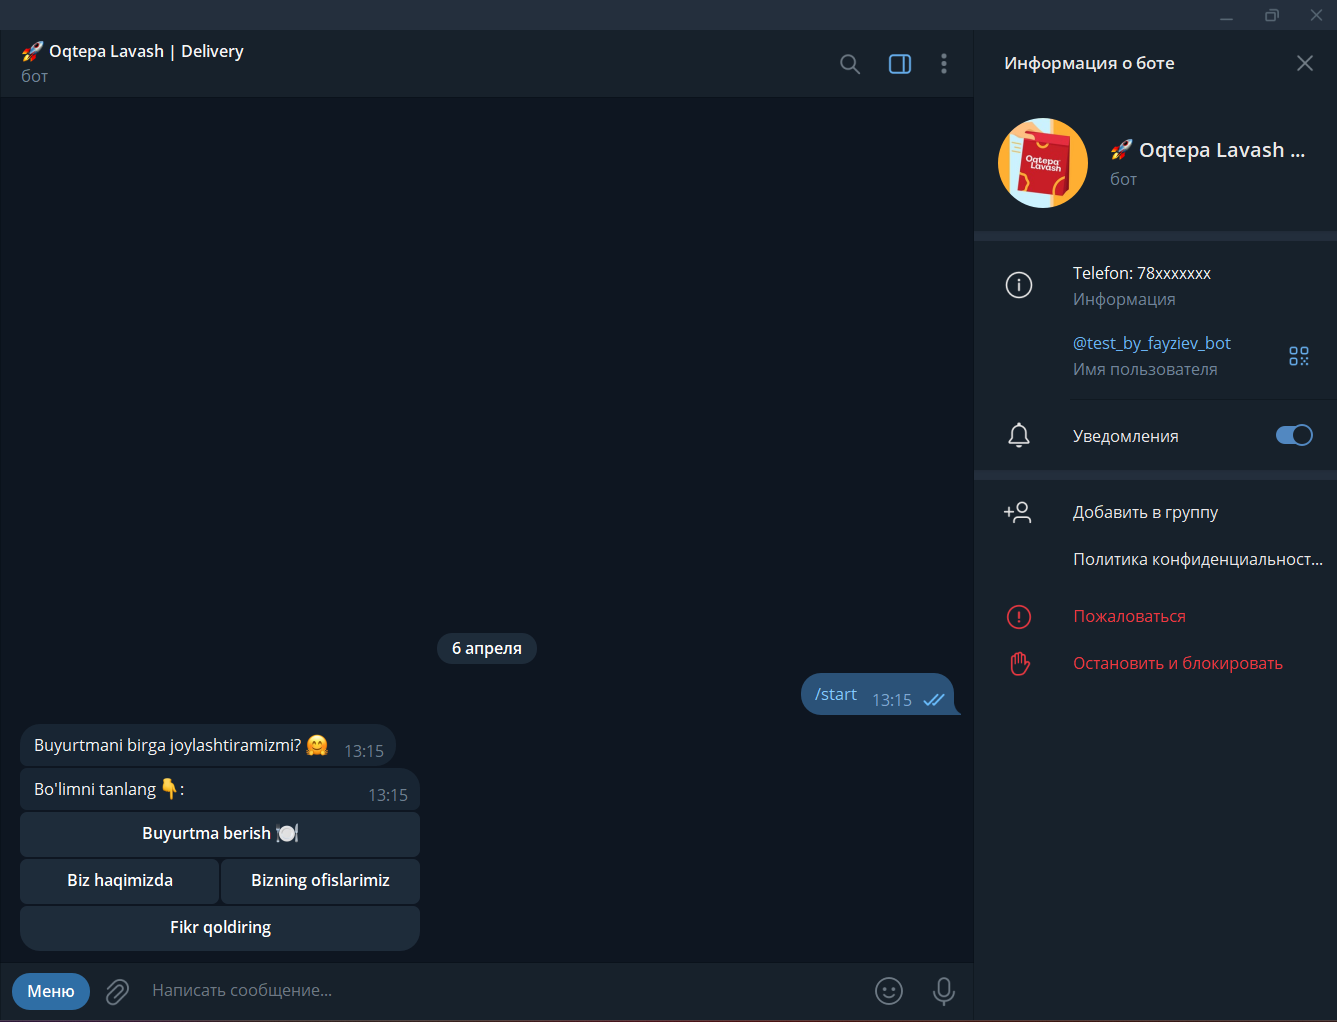 🚀 Oqtepa Lavash | Delivery
бот
6 апреля
/start 13:15
Buyurtmani birga joylashtiramizmi? 🤗 13:15
Bo'limni tanlang 👇: 13:15
Buyurtma berish 🍽
Biz haqimizda
Bizning ofislarimiz
Fikr qoldiring
Меню
Написать сообщение...
Информация о боте
Oqtepa
Lavash
🚀 Oqtepa Lavash ...
бот
Telefon: 78xxxxxxx
Информация
@test_by_fayziev_bot
Имя пользователя
Уведомления
Добавить в группу
Политика конфиденциальност...
Пожаловаться
Остановить и блокировать